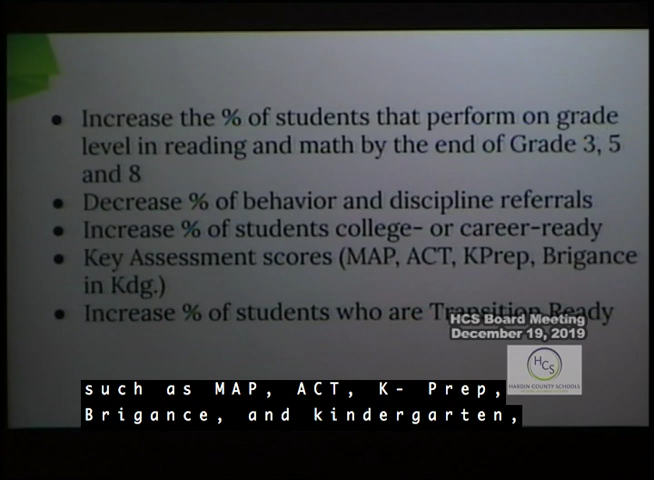 • Increase the % of students that perform on grade
level in reading and math by the end of Grade 3, 5
and 8
• Decrease % of behavior and discipline referrals
• Increase % of students college- or career-ready
• Key Assessment scores (MAP, ACT, KPrep, Brigance
in Kdg.)
• Increase % of students who are Transition Ready
HCS Board Meeting
December 19, 2019
HCS
HARDIN COUNTY SCHOOLS
such as MAP, ACT, K- Prep,
Brigance, and kindergarten,